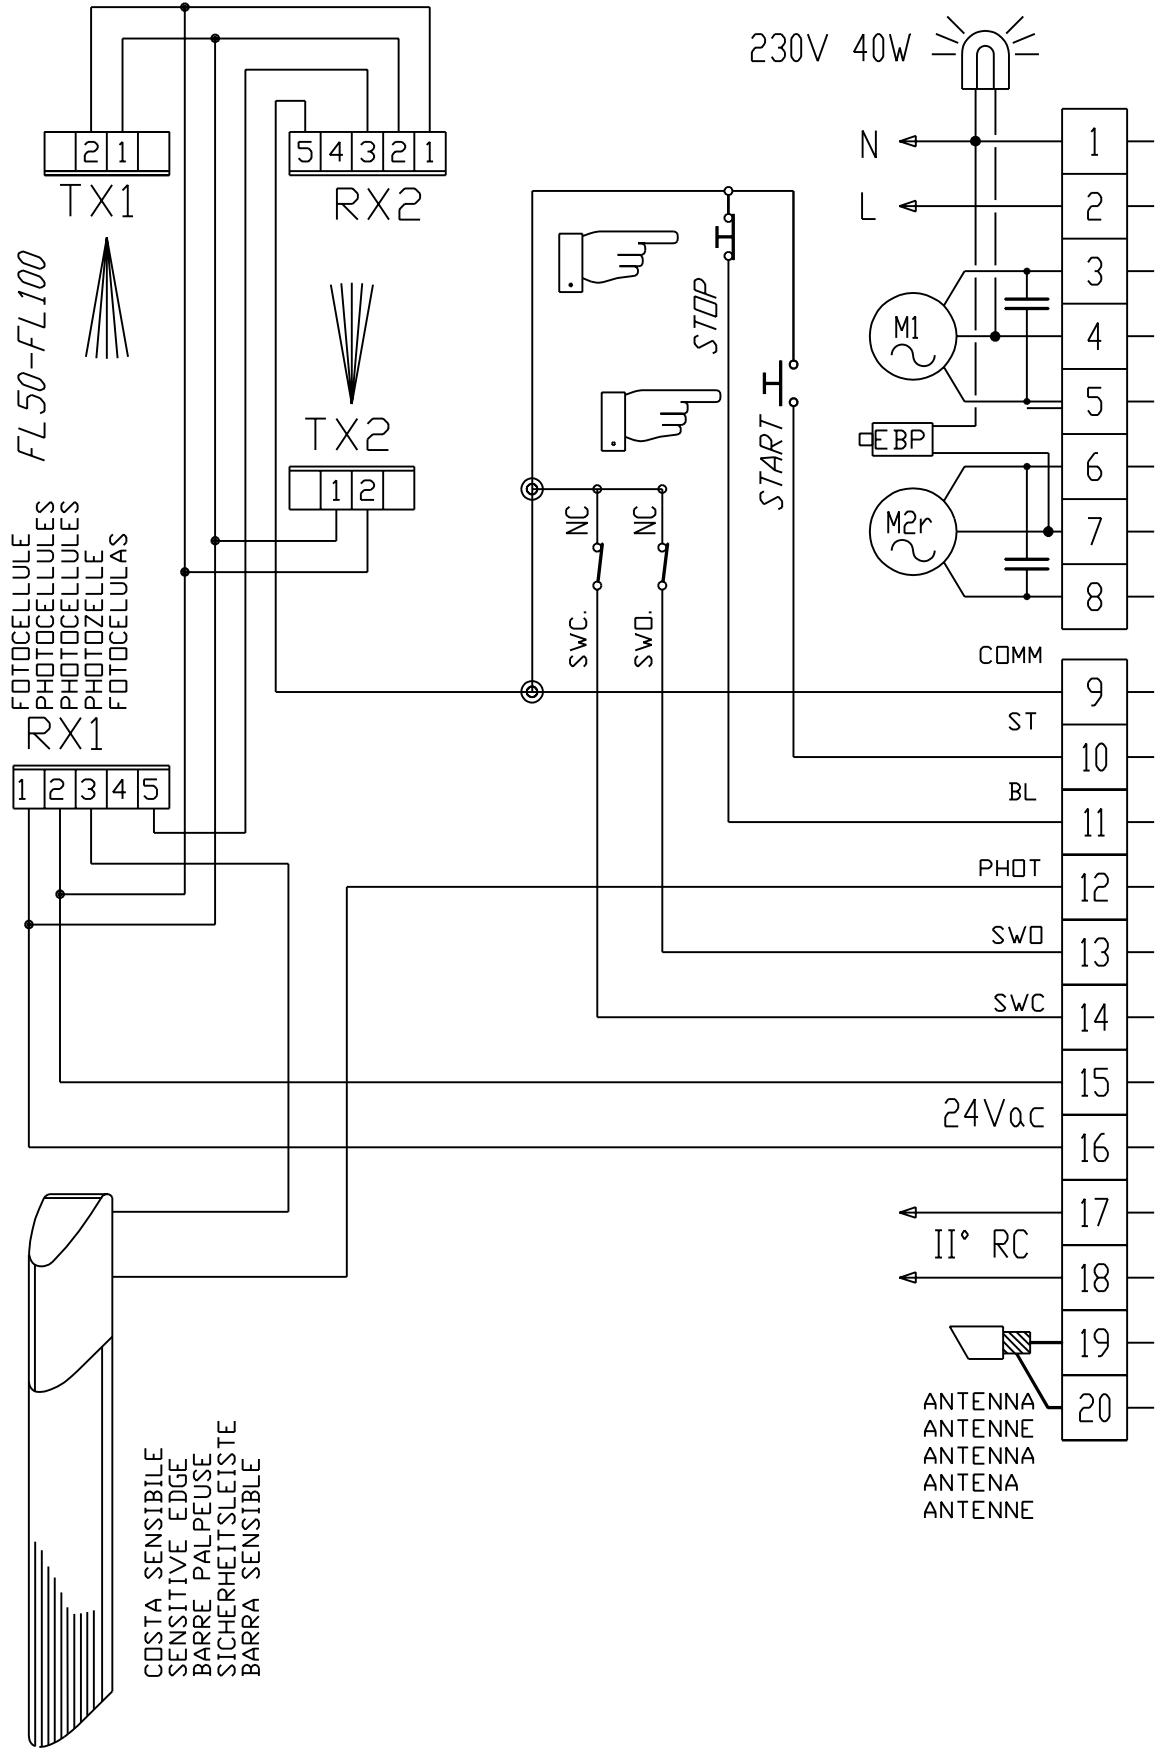 230V 40W
2 1
TX1
5 4 3 2 1
RX2
N
L
1
2
3
4
5
6
7
8
M1
EBP
M2r
FL50-FL100
STOP
START
TX2
1 2
NC
NC
SWC.
SWO.
FOTOCELLULE
PHOTOCELLULES
PHOTOCELLULES
PHOTOZELLE
FOTOCELULAS
RX1
1 2 3 4 5
COMM
9
ST
10
BL
11
PHOT
12
SWO
13
SWC
14
15
24Vac
16
17
II° RC
18
19
20
ANTENNA
ANTENNE
ANTENNA
ANTENA
ANTENNE
COSTA SENSIBILE
SENSITIVE EDGE
BARRE PALPEUSE
SICHERHEITSLEISTE
BARRA SENSIBLE